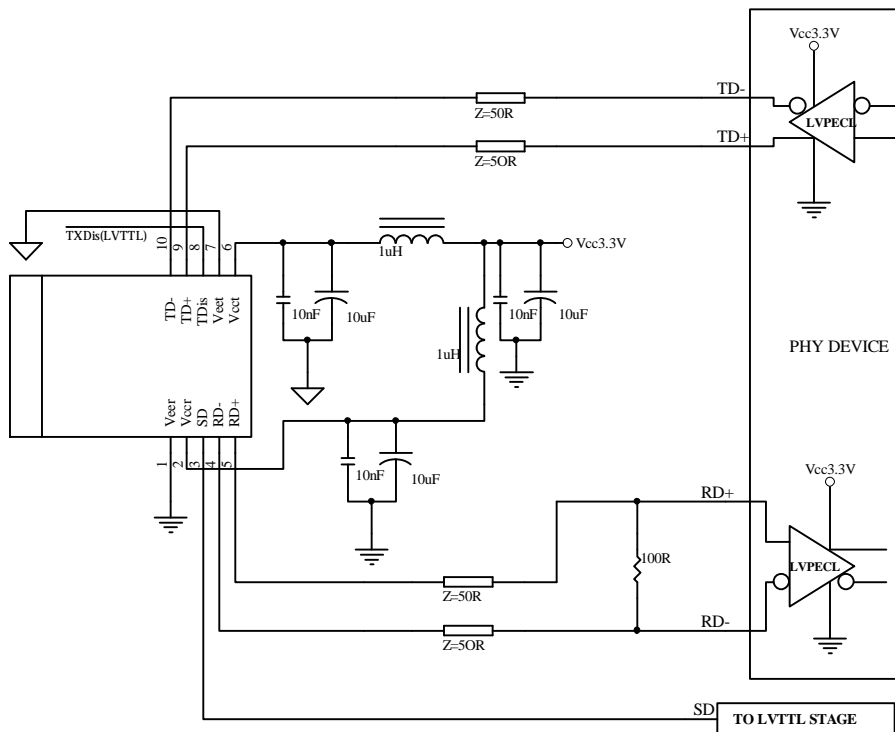 Vcc3.3V
TD-
LVPECL
Z=50R
TD+
Z=5OR
TXDis(LVTTL)
10
9
8
7
6
1uH
Vcc3.3V
TD-
TD+
TDis
Veet
Vcct
10nF
10uF
10nF
10uF
1uH
PHY DEVICE
Veer
Vccr
SD
RD-
RD+
1
2
3
4
5
10nF
10uF
Vcc3.3V
RD+
100R
LVPECL
Z=50R
RD-
Z=5OR
SD
TO LVTTL STAGE